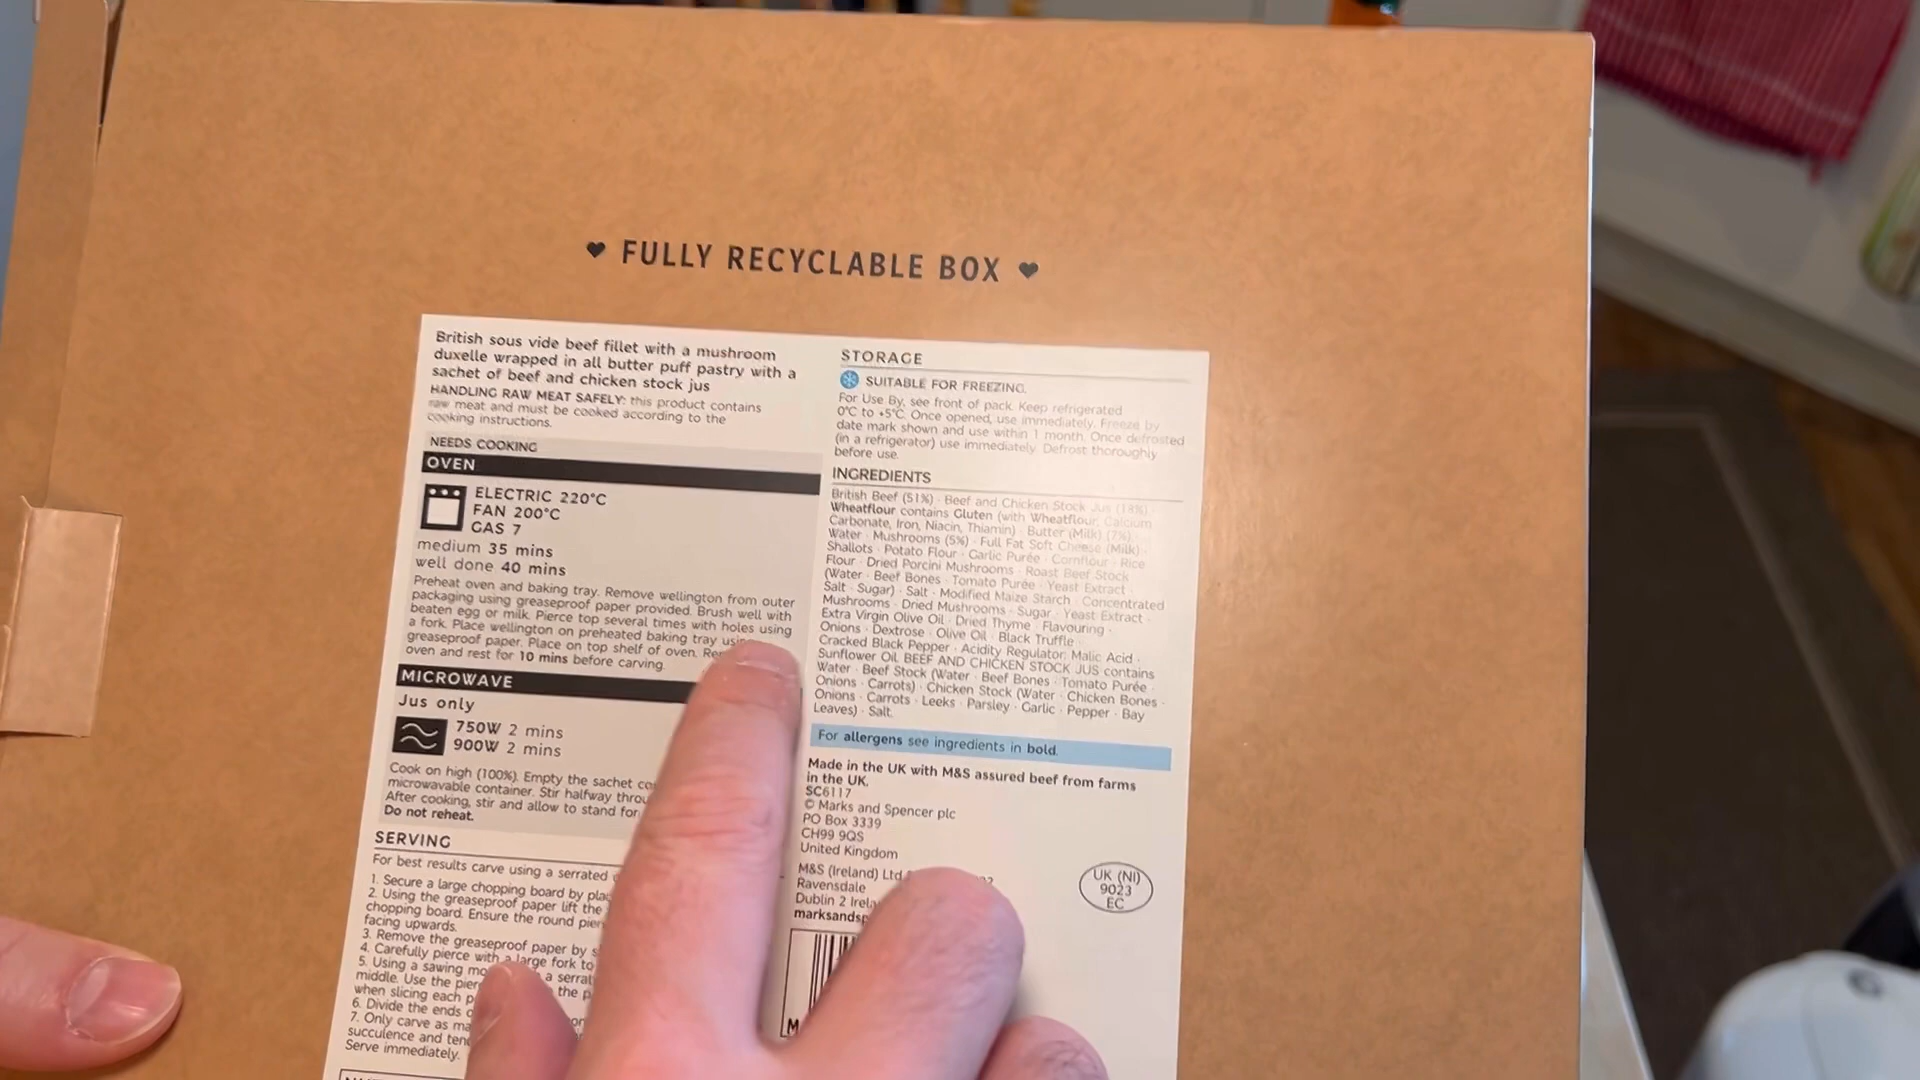 ♥ FULLY RECYCLABLE BOX ♥
British sous vide beef fillet with a mushroom
duxelle wrapped in all butter puff pastry with a
sachet of beef and chicken stock jus
HANDLING RAW MEAT SAFELY: this product contains
raw meat and must be cooked according to the
cooking instructions.
NEEDS COOKING
OVEN
ELECTRIC 220°C
FAN 200°C
GAS 7
medium 35 mins
well done 40 mins
Preheat oven and baking tray. Remove wellington from outer
packaging using greaseproof paper provided. Brush well with
beaten egg or milk. Pierce top several times with holes using
a fork. Place wellington on preheated baking tray using
greaseproof paper. Place on top shelf of oven.
oven and rest for 10 mins before carving.
MICROWAVE
Jus only
750W 2 mins
900W 2 mins
Cook on high (100%). Empty the sachet
microwavable container. Stir halfway
After cooking, stir and allow to stand for
Do not reheat.
SERVING
For best results carve using a serrated
1. Secure a large chopping board by
2. Using the greaseproof paper lift the
chopping board. Ensure the round
facing upwards.
3. Remove the greaseproof paper by
4. Carefully pierce with a large fork to
5. Using a sawing a
middle. Use the the
when slicing each
6. Divide the ends
7. Only carve as
succulence and
Serve immediately.
STORAGE
SUITABLE FOR FREEZING.
For Use By, see front of pack. Keep refrigerated
0°C to +5°C. Once opened, use immediately. Freeze by
date mark shown and use within 1 month. Once defrosted
(in a refrigerator) use immediately. Defrost thoroughly
before use.
INGREDIENTS
British Beef (51%) · Beef and Chicken Stock Jus (18%) ·
Wheatflour contains Gluten (with Wheatflour, Calcium
Carbonate, Iron, Niacin, Thiamin) · Butter (Milk) (7%) ·
Water · Mushrooms (5%) · Full Fat Soft Cheese (Milk) ·
Shallots · Potato Flour · Garlic Purée · Cornflour · Rice
Flour · Dried Porcini Mushrooms · Roast Beef Stock
(Water · Beef Bones · Tomato Purée · Yeast Extract ·
Salt · Sugar) · Salt · Modified Maize Starch · Concentrated
Mushrooms · Dried Mushrooms · Sugar · Yeast Extract ·
Extra Virgin Olive Oil · Dried Thyme · Flavouring ·
Onions · Dextrose · Olive Oil · Black Truffle ·
Cracked Black Pepper · Acidity Regulator: Malic Acid ·
Sunflower Oil. BEEF AND CHICKEN STOCK JUS contains
Water · Beef Stock (Water · Beef Bones · Tomato Purée ·
Onions · Carrots) · Chicken Stock (Water · Chicken Bones ·
Onions · Carrots · Leeks · Parsley · Garlic · Pepper · Bay
Leaves) · Salt.
For allergens see ingredients in bold.
Made in the UK with M&S assured beef from farms
in the UK.
SC6117
© Marks and Spencer plc
PO Box 3339
CH99 9QS
United Kingdom
M&S (Ireland) Ltd
Ravensdale
Dublin 2
UK (NI)
9023
EC